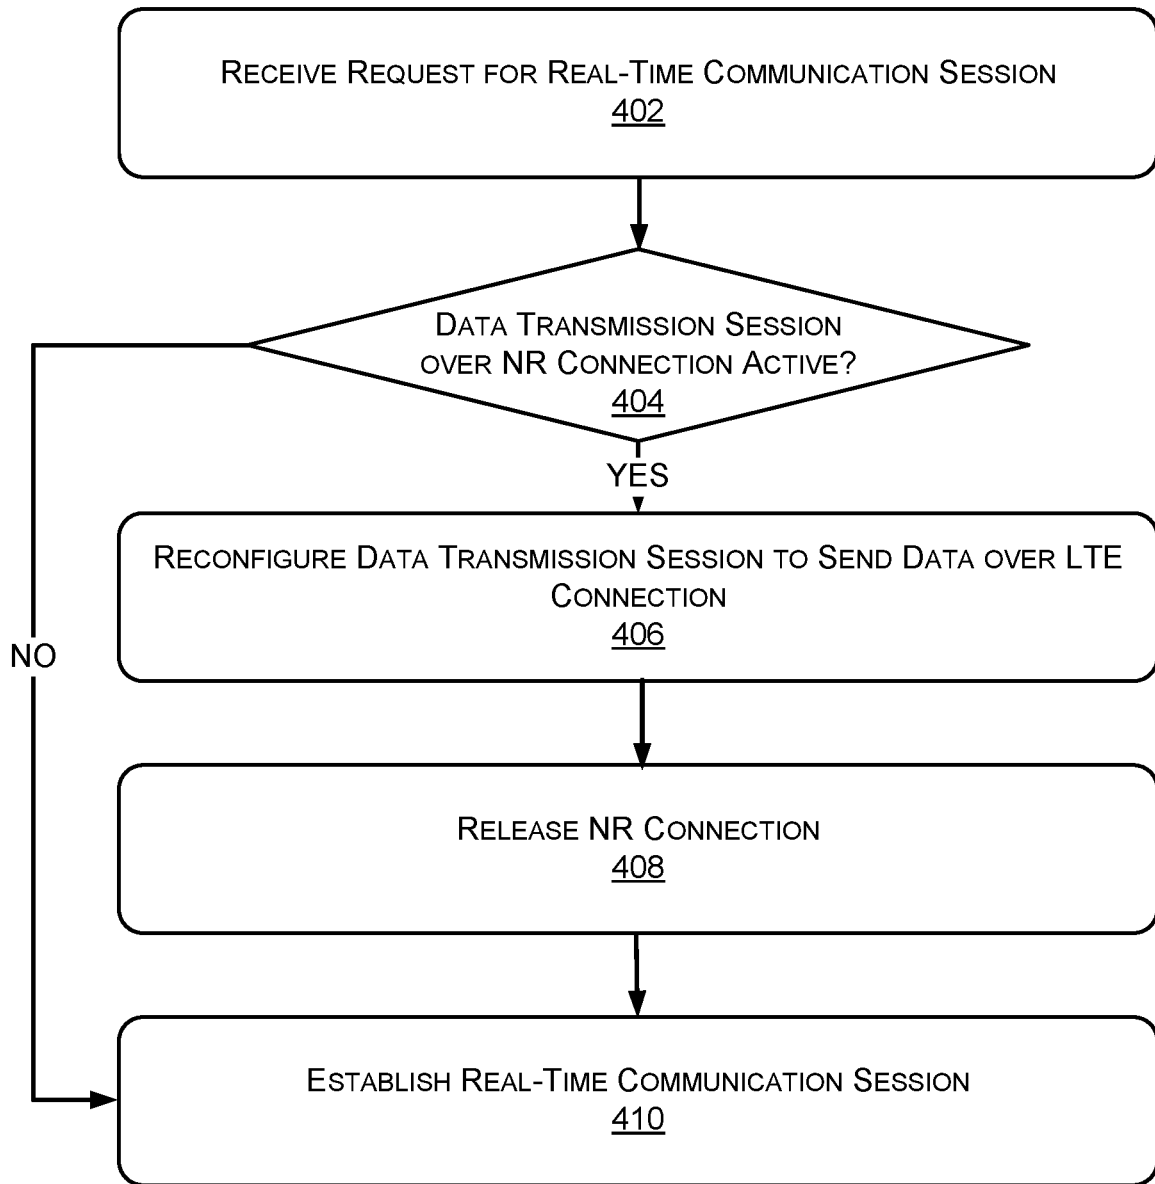 RECEIVE REQUEST FOR REAL-TIME COMMUNICATION SESSION
402
DATA TRANSMISSION SESSION
OVER NR CONNECTION ACTIVE?
404
YES
RECONFIGURE DATA TRANSMISSION SESSION TO SEND DATA OVER LTE
CONNECTION
406
NO
RELEASE NR CONNECTION
408
ESTABLISH REAL-TIME COMMUNICATION SESSION
410